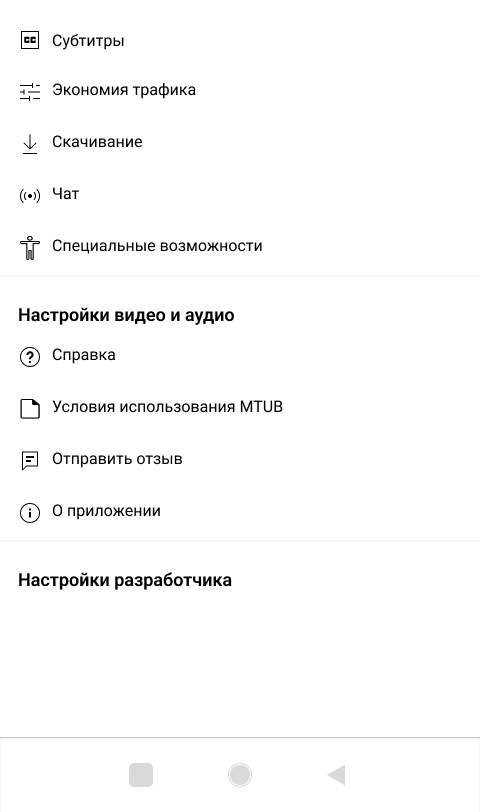 Субтитры
Экономия трафика
Скачивание
Чат
Специальные возможности
Настройки видео и аудио
Справка
Условия использования MTUB
Отправить отзыв
О приложении
Настройки разработчика